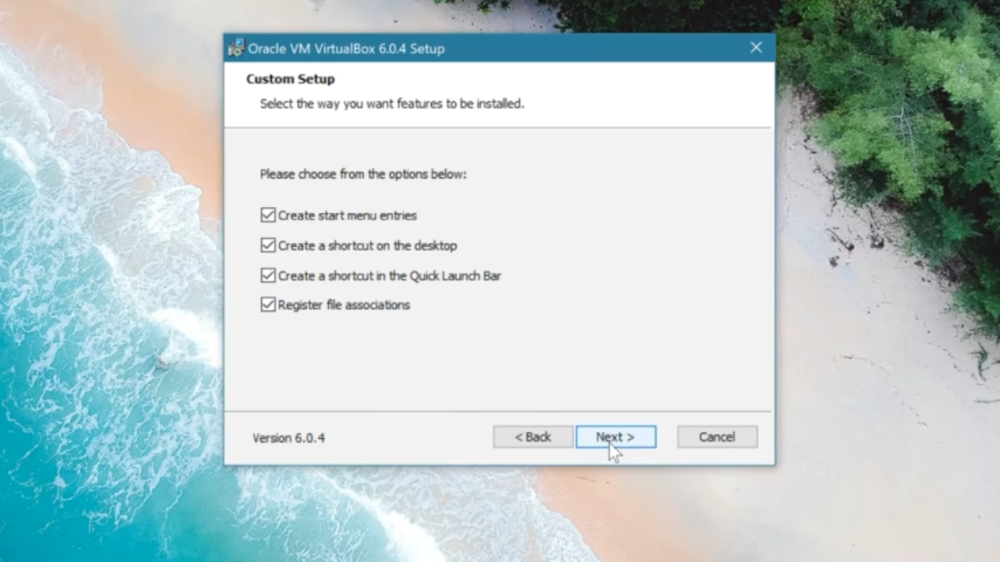 Oracle VM VirtualBox 6.0.4 Setup
Custom Setup
Select the way you want features to be installed.
Please choose from the options below:
Create start menu entries
Create a shortcut on the desktop
Create a shortcut in the Quick Launch Bar
Register file associations
Version 6.0.4
< Back
Next >
Cancel